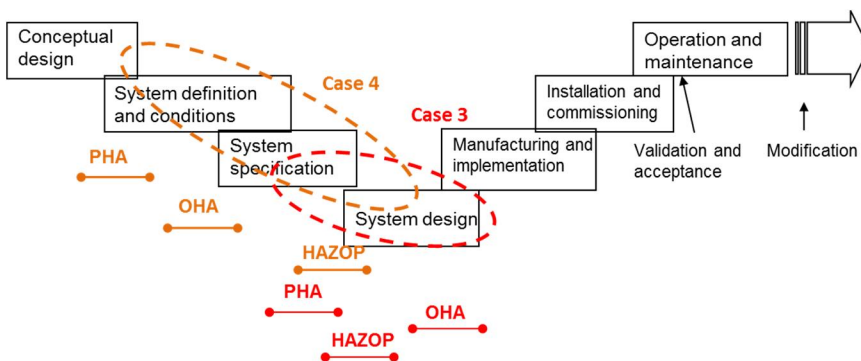 Conceptual
design
System definition
and conditions
System
specification
System design
Manufacturing and
implementation
Installation and
commissioning
Operation and
maintenance
Case 4
Case 3
Validation and
acceptance
Modification
PHA
OHA
HAZOP
PHA
OHA
HAZOP